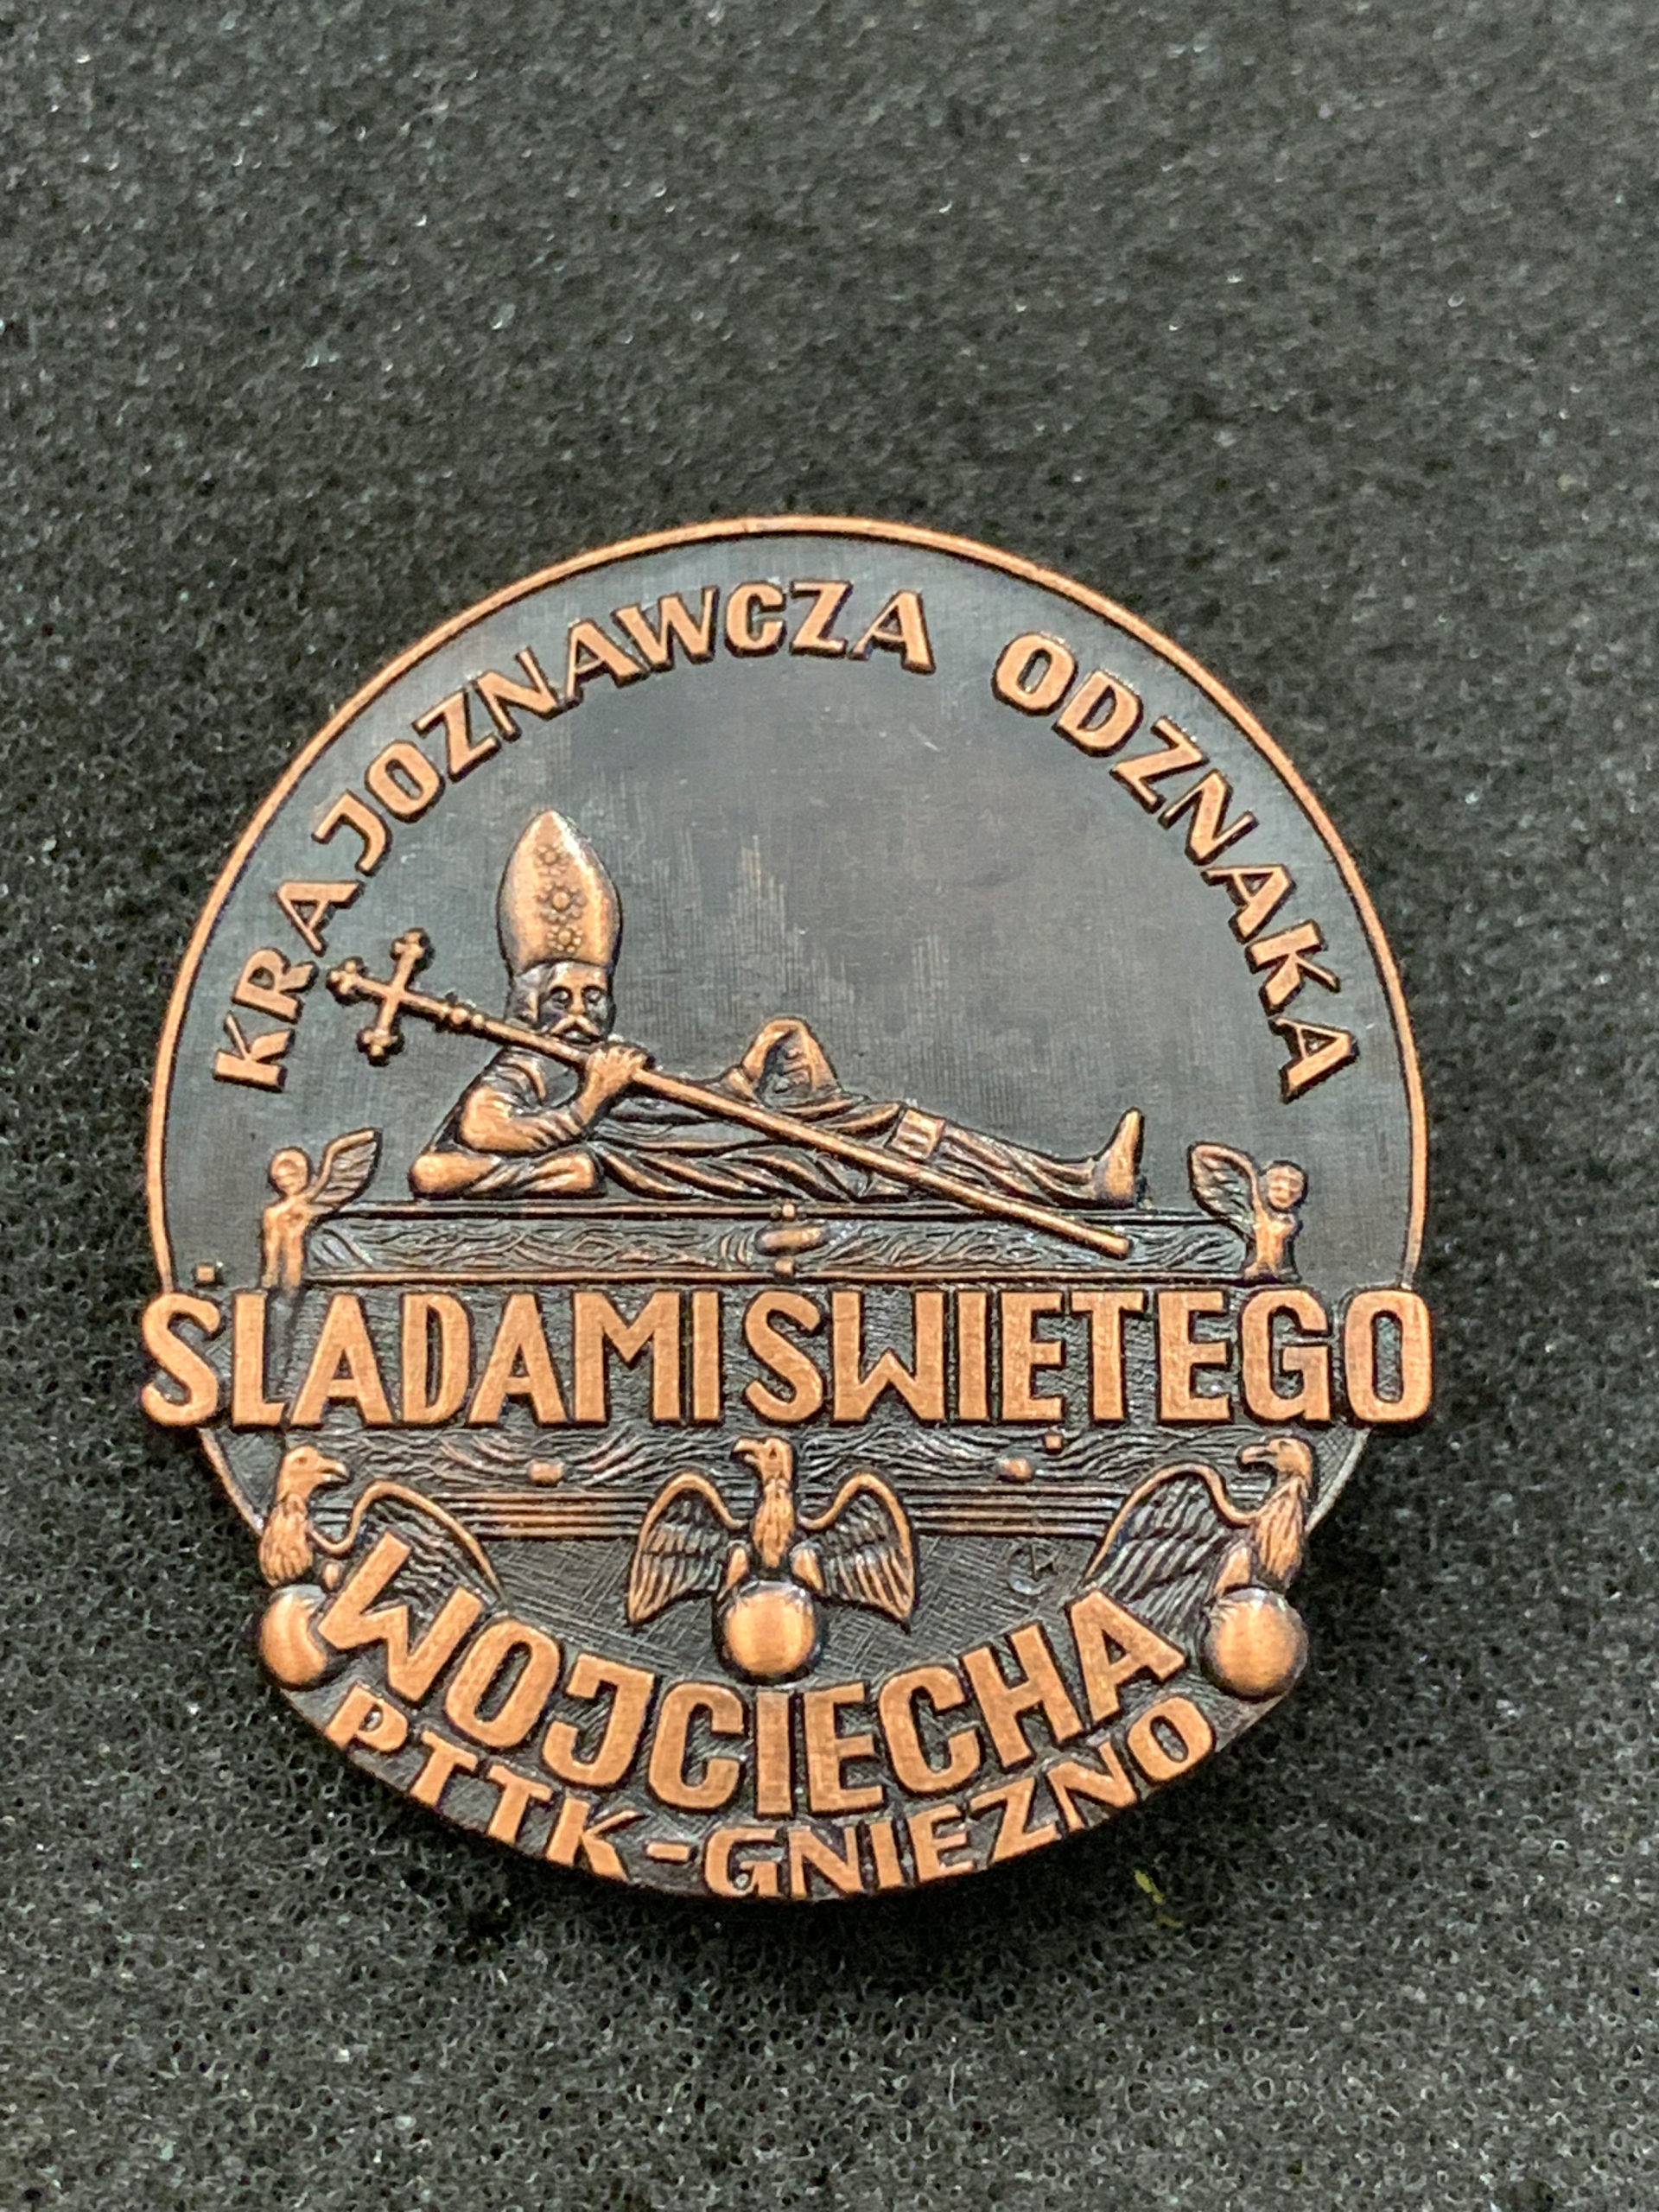 KRAJOZNAWCZA ODZNAKA
ŚLADAMI ŚWIĘTEGO
WOJCIECHA
PTTK-GNIEZNO